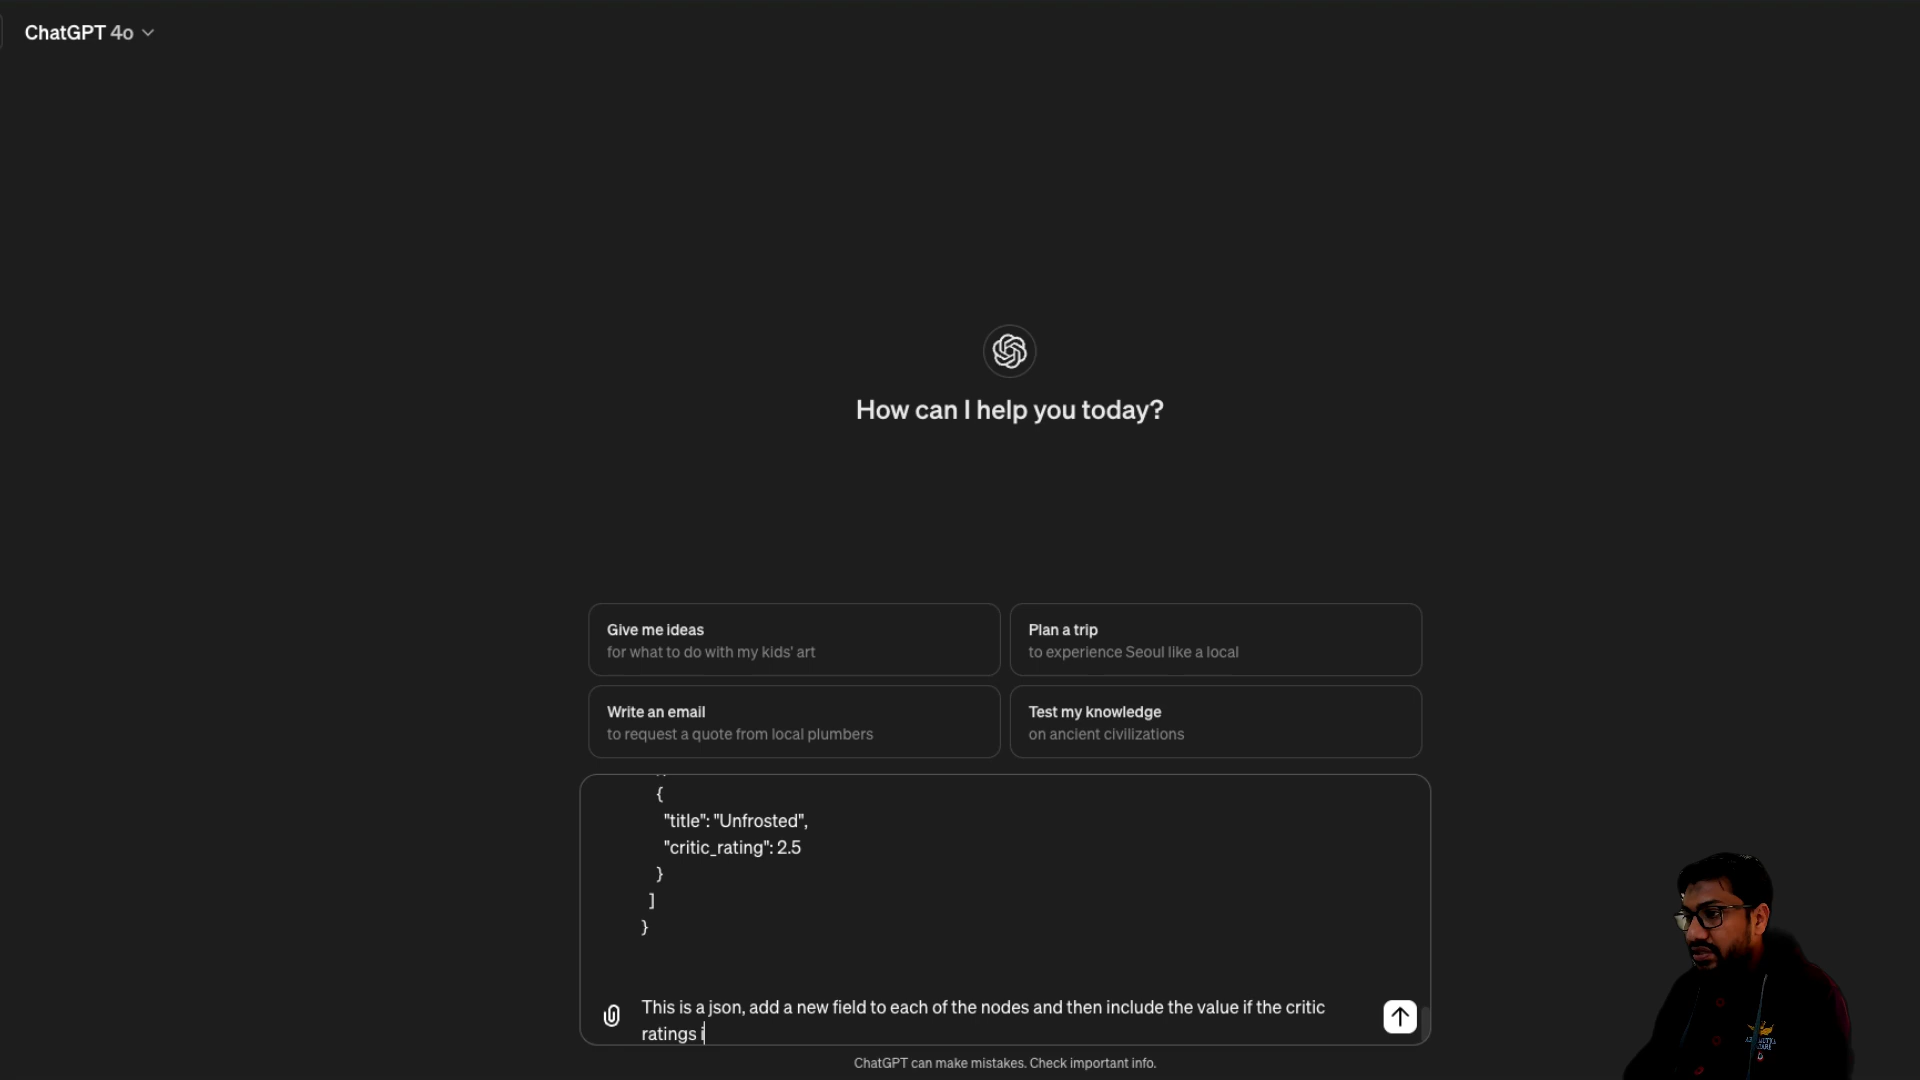 ChatGPT 4o
How can I help you today?
Give me ideas
for what to do with my kids' art
Plan a trip
to experience Seoul like a local
Write an email
to request a quote from local plumbers
Test my knowledge
on ancient civilizations
{
"title": "Unfrosted",
"critic_rating": 2.5
}
]
}
This is a json, add a new field to each of the nodes and then include the value if the critic
ratings i
ChatGPT can make mistakes. Check important info.